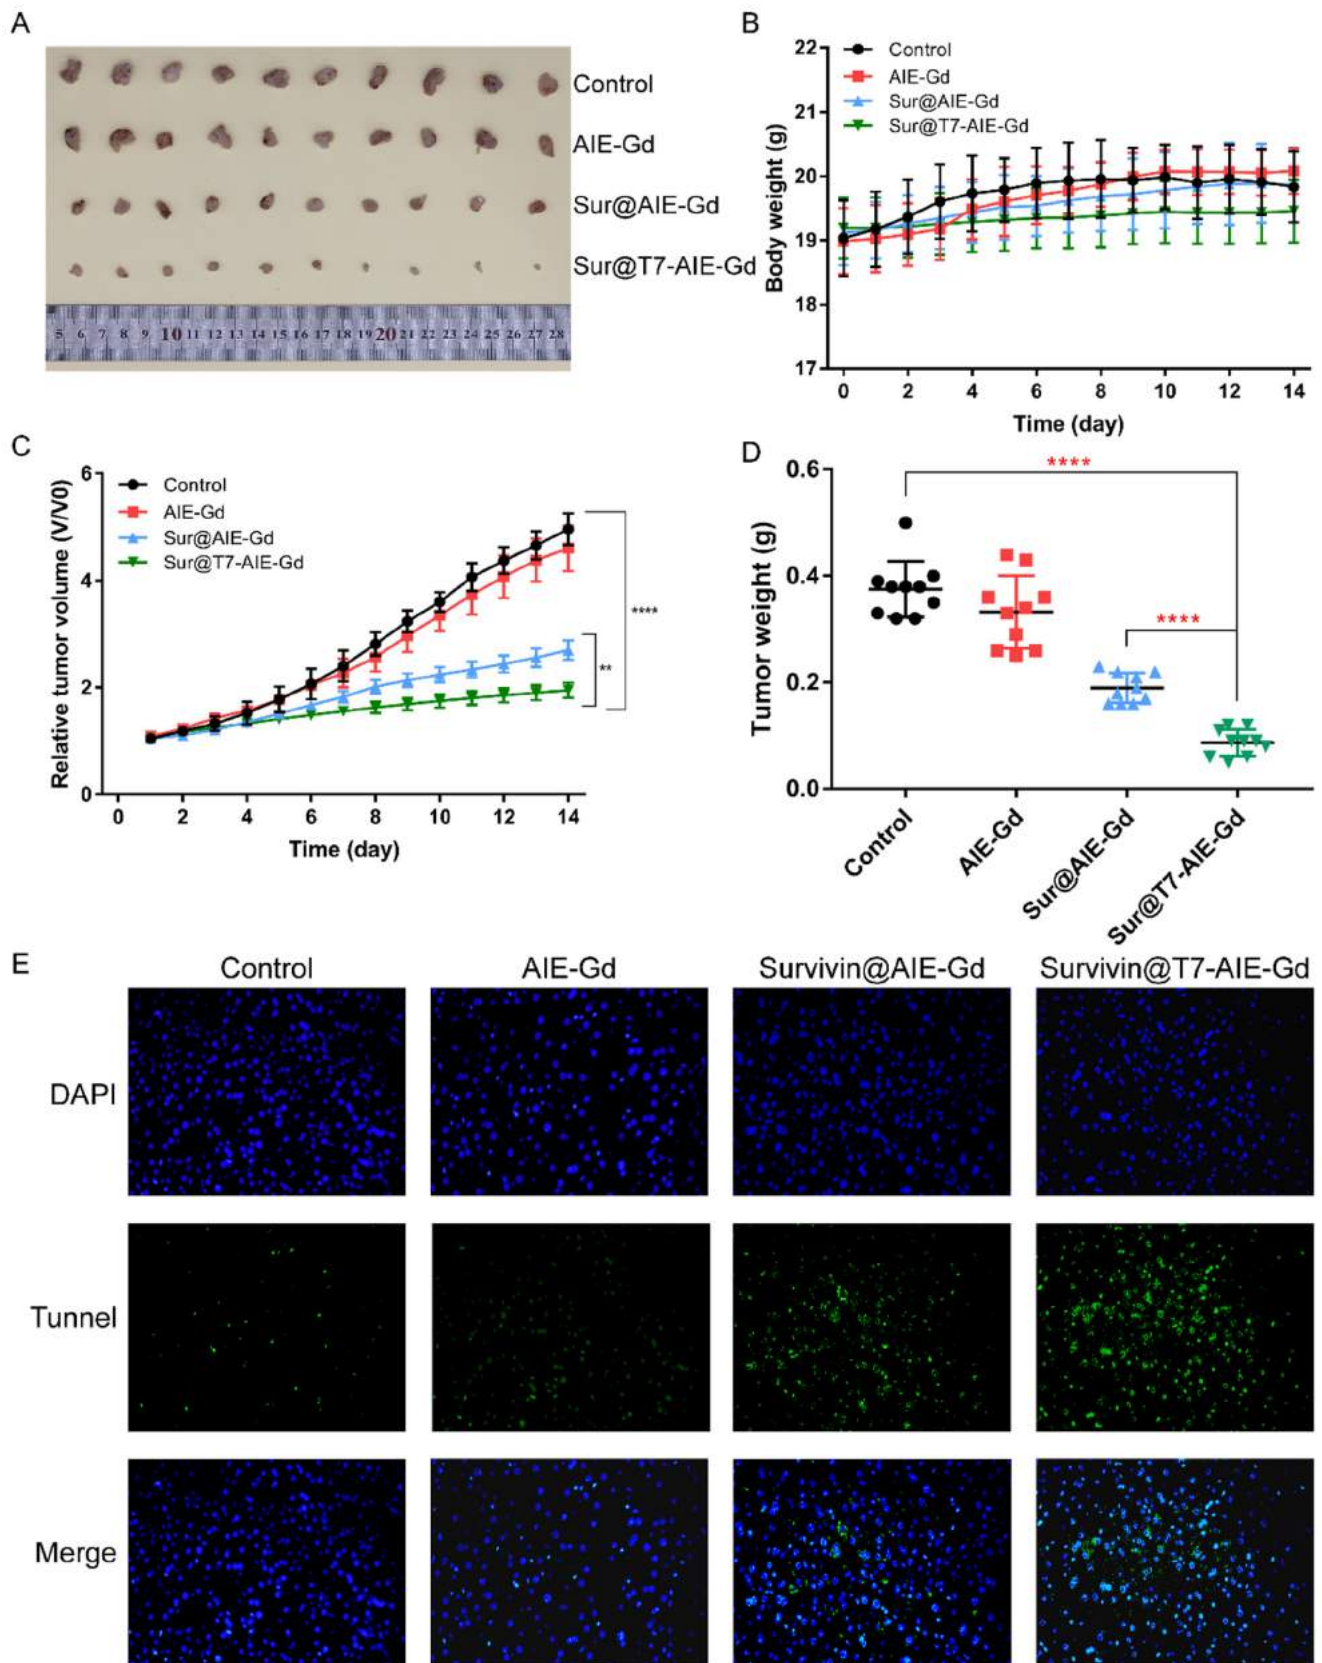 A
Control
AIE-Gd
Sur@AIE-Gd
Sur@T7-AIE-Gd
5 6 7 8 9 10 11 12 13 14 15 16 17 18 19 20 21 22 23 24 25 26 27 28
B
Control
AIE-Gd
Sur@AIE-Gd
Sur@T7-AIE-Gd
Body weight (g)
22
21
20
19
18
17
0 2 4 6 8 10 12 14
Time (day)
C
Control
AIE-Gd
Sur@AIE-Gd
Sur@T7-AIE-Gd
Relative tumor volume (V/V0)
6
4
2
0
****
**
0 2 4 6 8 10 12 14
Time (day)
D
****
****
Tumor weight (g)
0.6
0.4
0.2
0.0
Control
AIE-Gd
Sur@AIE-Gd
Sur@T7-AIE-Gd
E
Control AIE-Gd Survivin@AIE-Gd Survivin@T7-AIE-Gd
DAPI
Tunnel
Merge